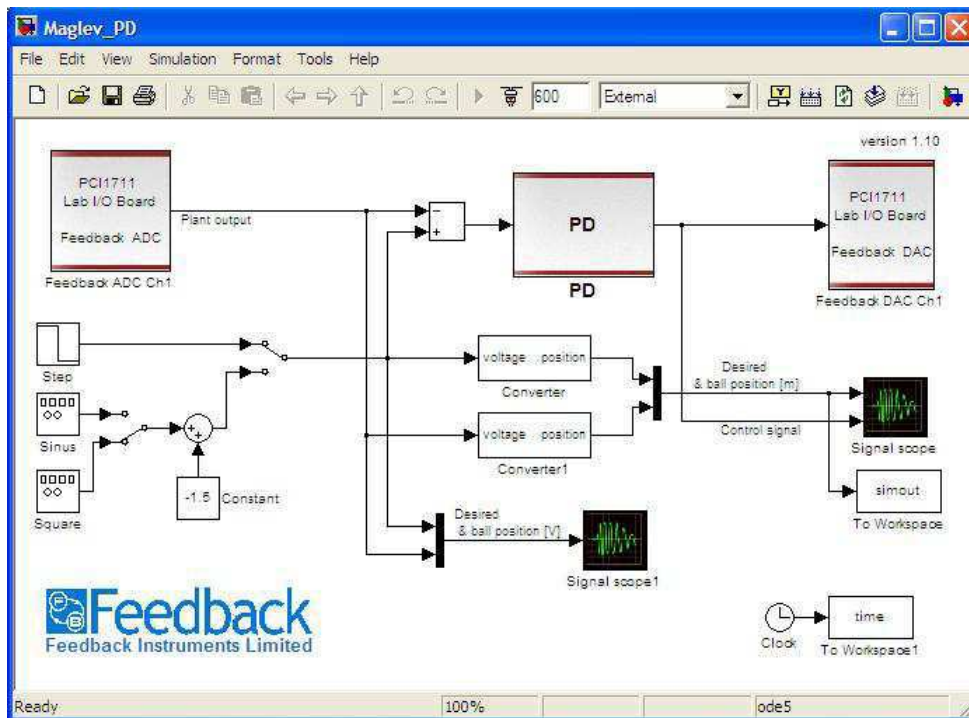 Maglev_PD
File Edit View Simulation Format Tools Help
600
External
version 1.10
PCI1711
Lab I/O Board
Feedback ADC
Feedback ADC Ch1
Plant output
−
+
PD
PD
PCI1711
Lab I/O Board
Feedback DAC
Feedback DAC Ch1
Step
Sinus
Square
+
+
-1.5
Constant
voltage position
Converter
voltage position
Converter1
Desired
& ball position [m]
Control signal
Signal scope
simout
To Workspace
Desired
& ball position [V]
Signal scope1
Feedback
Feedback Instruments Limited
Clock
time
To Workspace1
Ready
100%
ode5